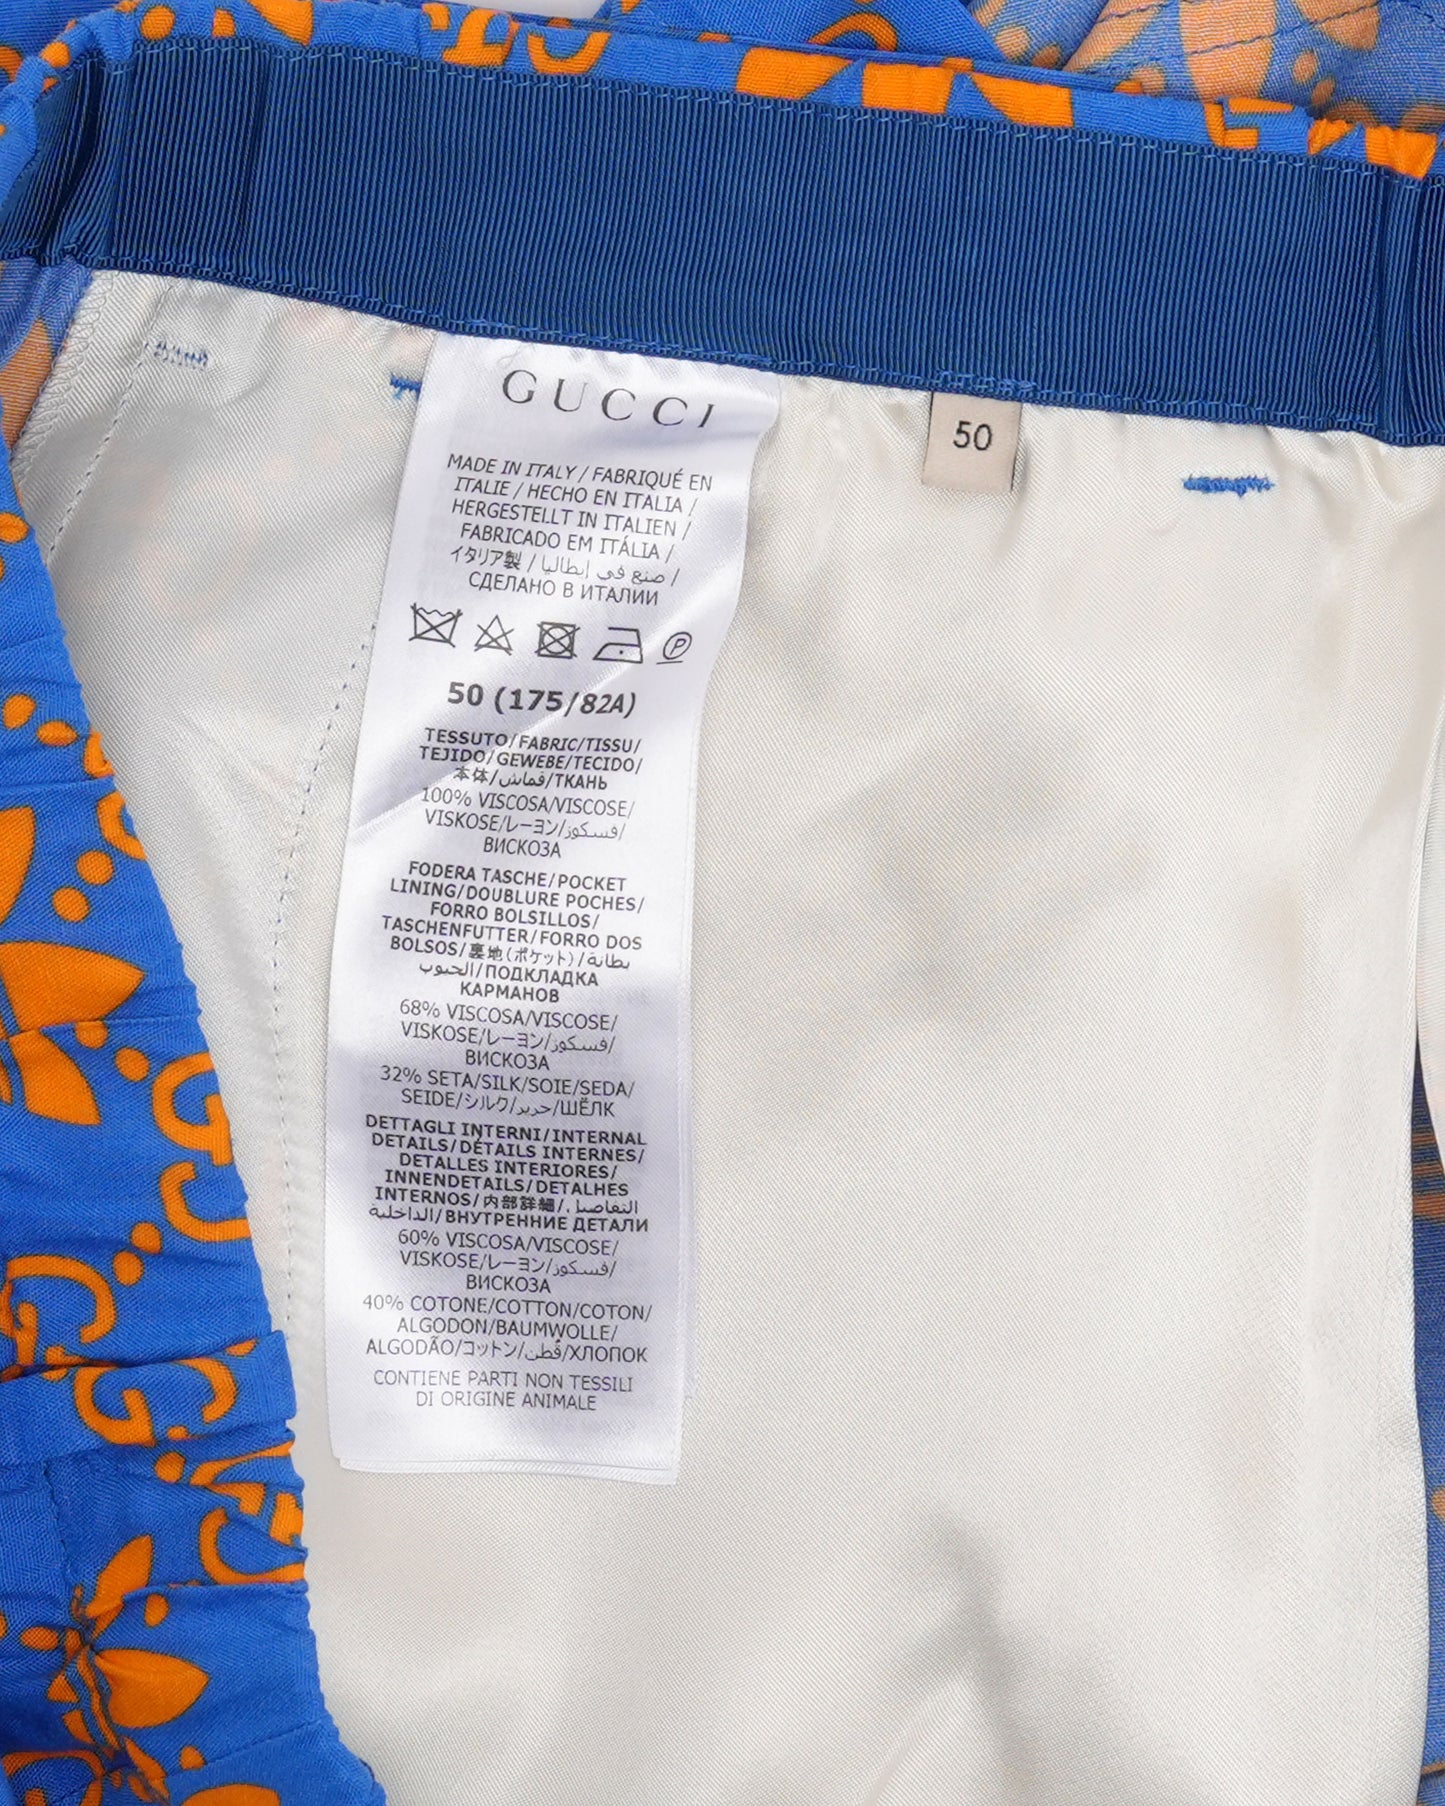 GUCCI
MADE IN ITALY / FABRIQUÉ EN
ITALIE / HECHO EN ITALIA /
HERGESTELLT IN ITALIEN /
FABRICADO EM ITÁLIA /
イタリア製 / صنع في إيطاليا /
СДЕЛАНО В ИТАЛИИ
P
50 (175/82A)
TESSUTO/FABRIC/TISSU/
TEJIDO/GEWEBE/TECIDO/
本体/قماش/ТКАНЬ
100% VISCOSA/VISCOSE/
VISKOSE/レーヨン/فسكوز/
ВИСКОЗА
FODERA TASCHE/POCKET
LINING/DOUBLURE POCHES/
FORRO BOLSILLOS/
TASCHENFUTTER/FORRO DOS
BOLSOS/裏地(ポケット)/بطانة
الجيوب/ПОДКЛАДКА
КАРМАНОВ
68% VISCOSA/VISCOSE/
VISKOSE/レーヨン/فسكوز/
ВИСКОЗА
32% SETA/SILK/SOIE/SEDA/
SEIDE/シルク/حرير/ШЁЛК
DETTAGLI INTERNI/INTERNAL
DETAILS/DÉTAILS INTERNES/
DETALLES INTERIORES/
INNENDETAILS/DETALHES
INTERNOS/内部詳細/التفاصيل
الداخلية/ВНУТРЕННИЕ ДЕТАЛИ
60% VISCOSA/VISCOSE/
VISKOSE/レーヨン/فسكوز/
ВИСКОЗА
40% COTONE/COTTON/COTON/
ALGODON/BAUMWOLLE/
ALGODÃO/コットン/قطن/ХЛОПОК
CONTIENE PARTI NON TESSILI
DI ORIGINE ANIMALE
50